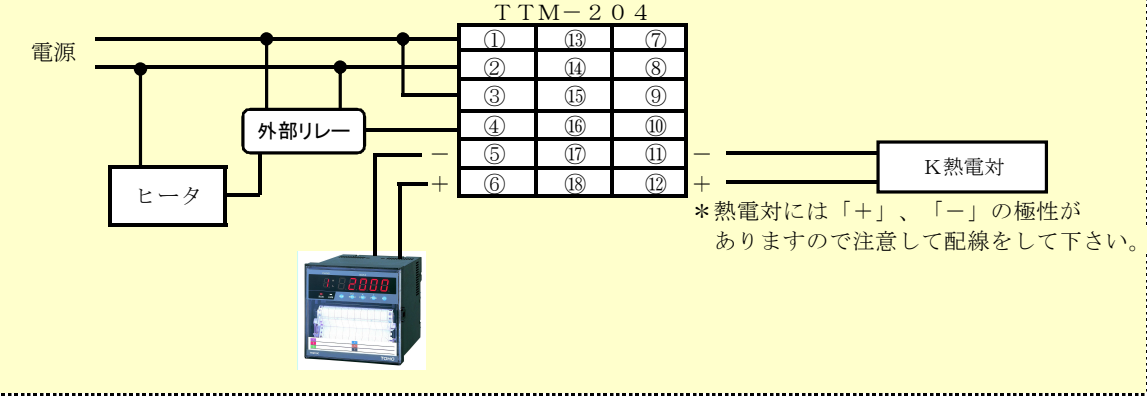 ＴＴＭ－２０４
電源
① ⑬ ⑦
② ⑭ ⑧
③ ⑮ ⑨
外部リレー
④ ⑯ ⑩
－ ⑤ ⑰ ⑪ －
＋ ⑥ ⑱ ⑫ ＋
K熱電対
ヒータ
＊熱電対には「＋」、「－」の極性が
ありますので注意して配線をして下さい。
1: 2000
TOHO